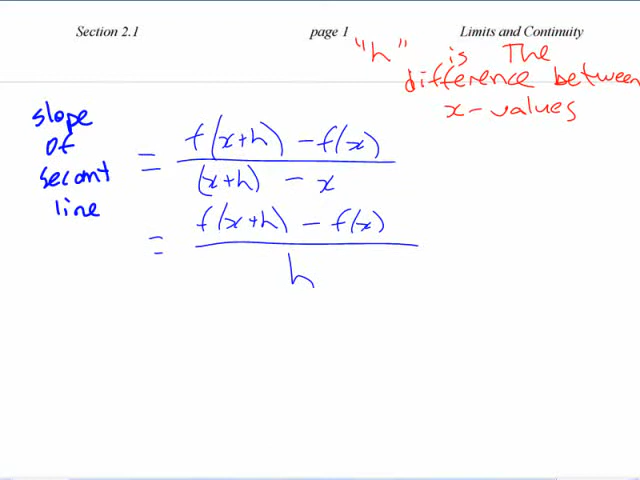 Section 2.1 page 1 Limits and Continuity
"h" is The
difference between
x-values
slope
of
secant
line
= f(x+h) - f(x) / (x+h) - x
= f(x+h) - f(x) / h